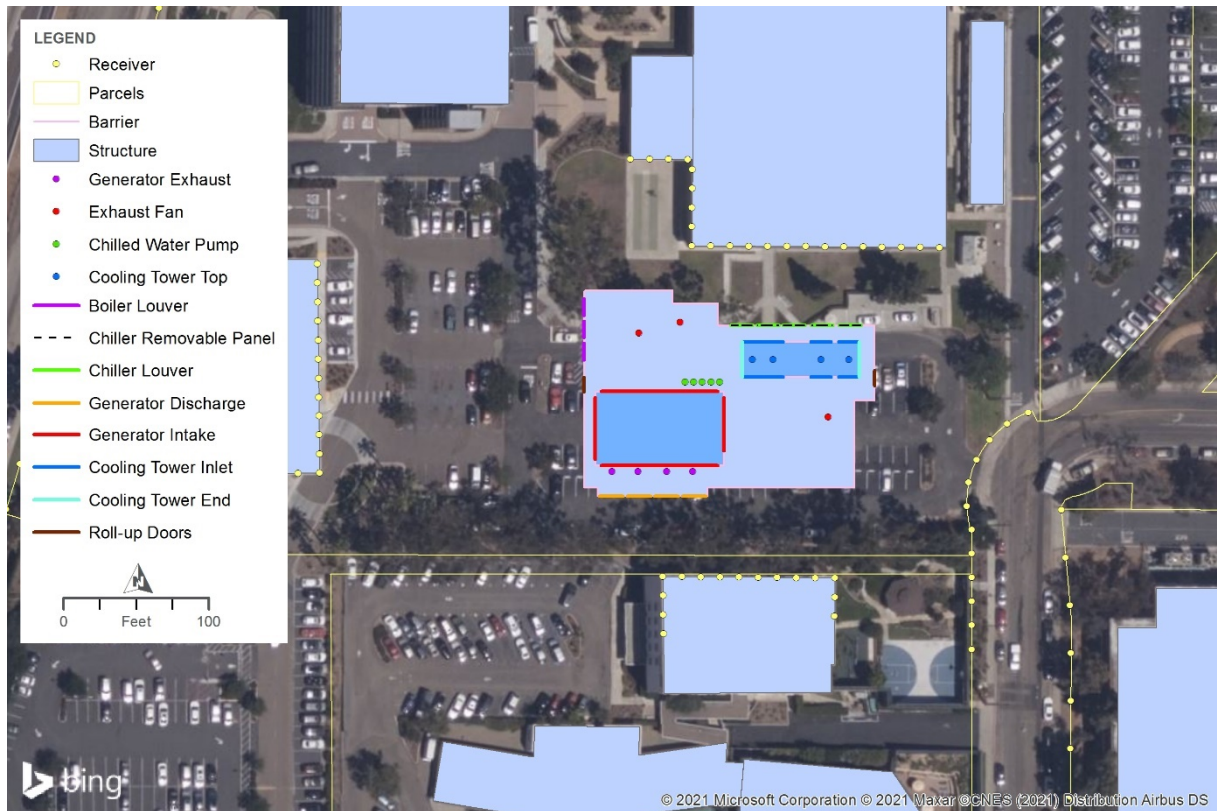 LEGEND
Receiver
Parcels
Barrier
Structure
Generator Exhaust
Exhaust Fan
Chilled Water Pump
Cooling Tower Top
Boiler Louver
Chiller Removable Panel
Chiller Louver
Generator Discharge
Generator Intake
Cooling Tower Inlet
Cooling Tower End
Roll-up Doors
N
0 Feet 100
bing
© 2021 Microsoft Corporation © 2021 Maxar ©CNES (2021) Distribution Airbus DS